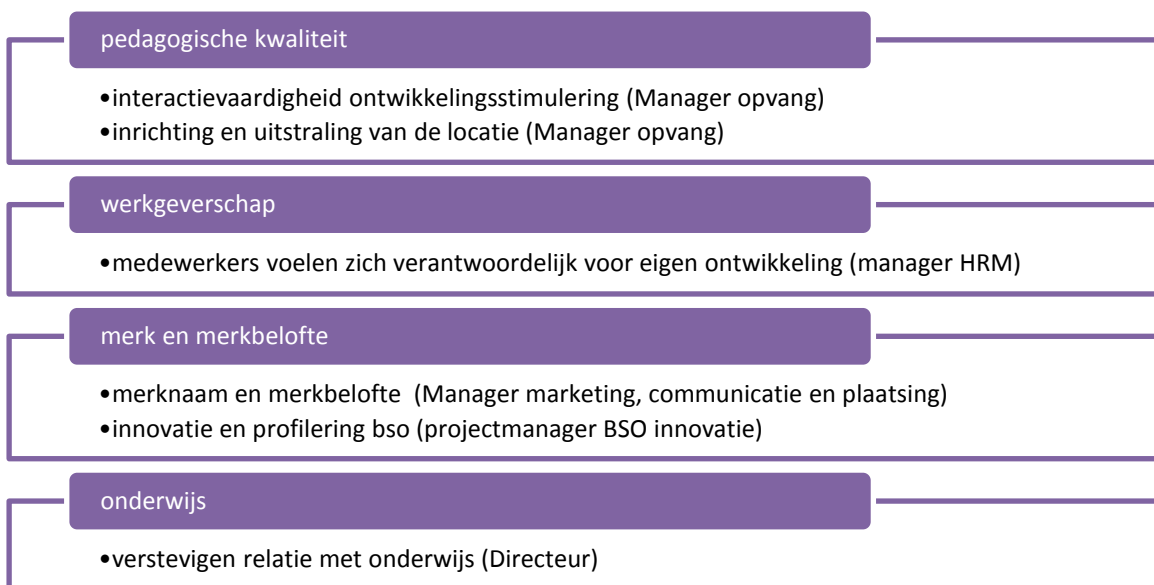 pedagogische kwaliteit
•interactievaardigheid ontwikkelingsstimulering (Manager opvang)
•inrichting en uitstraling van de locatie (Manager opvang)
werkgeverschap
•medewerkers voelen zich verantwoordelijk voor eigen ontwikkeling (manager HRM)
merk en merkbelofte
•merknaam en merkbelofte (Manager marketing, communicatie en plaatsing)
•innovatie en profilering bso (projectmanager BSO innovatie)
onderwijs
•verstevigen relatie met onderwijs (Directeur)